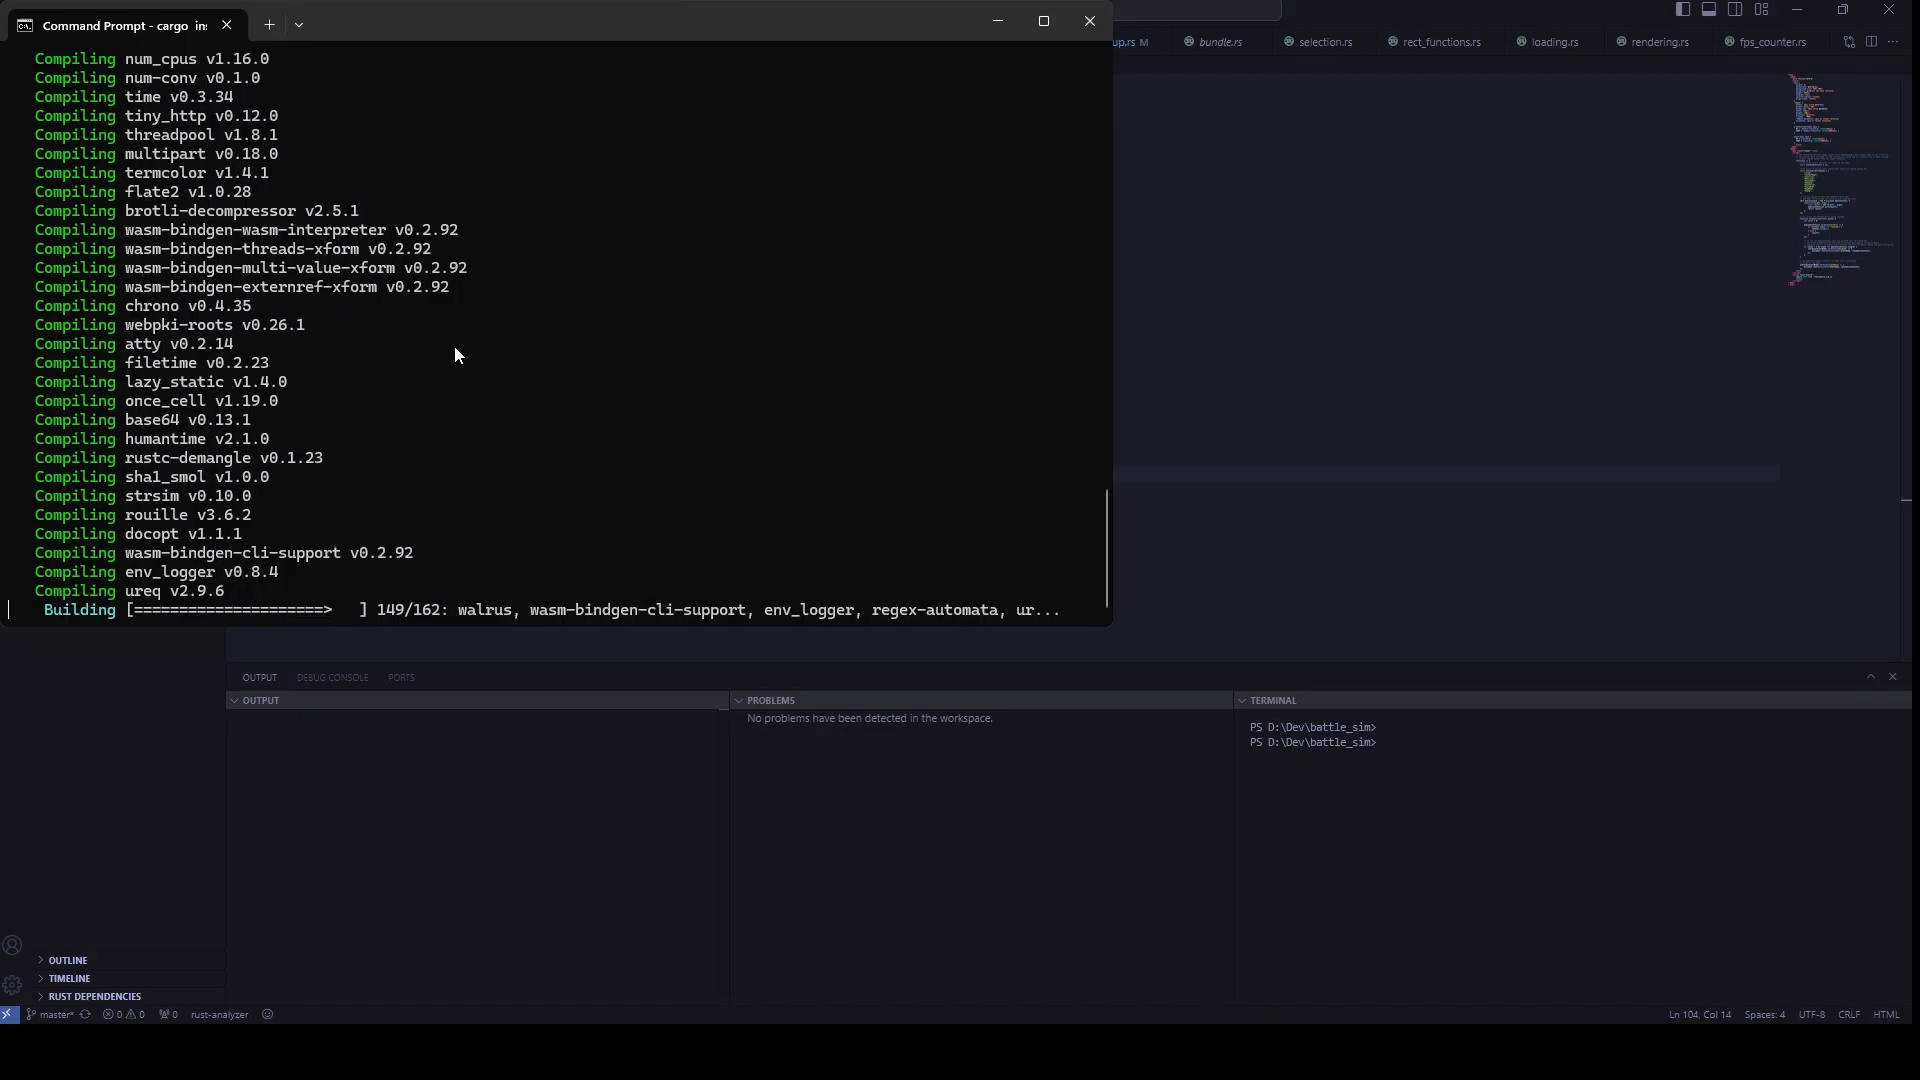 Command Prompt - cargo ins
Compiling num_cpus v1.16.0
Compiling num-conv v0.1.0
Compiling time v0.3.34
Compiling tiny_http v0.12.0
Compiling threadpool v1.8.1
Compiling multipart v0.18.0
Compiling termcolor v1.4.1
Compiling flate2 v1.0.28
Compiling brotli-decompressor v2.5.1
Compiling wasm-bindgen-wasm-interpreter v0.2.92
Compiling wasm-bindgen-threads-xform v0.2.92
Compiling wasm-bindgen-multi-value-xform v0.2.92
Compiling wasm-bindgen-externref-xform v0.2.92
Compiling chrono v0.4.35
Compiling webpki-roots v0.26.1
Compiling atty v0.2.14
Compiling filetime v0.2.23
Compiling lazy_static v1.4.0
Compiling once_cell v1.19.0
Compiling base64 v0.13.1
Compiling humantime v2.1.0
Compiling rustc-demangle v0.1.23
Compiling sha1_smol v1.0.0
Compiling strsim v0.10.0
Compiling rouille v3.6.2
Compiling docopt v1.1.1
Compiling wasm-bindgen-cli-support v0.2.92
Compiling env_logger v0.8.4
Compiling ureq v2.9.6
Building [=====================>   ] 149/162: walrus, wasm-bindgen-cli-support, env_logger, regex-automata, ur...
up.rs M bundle.rs selection.rs rect_functions.rs loading.rs rendering.rs fps_counter.rs
OUTPUT DEBUG CONSOLE PORTS
OUTPUT
PROBLEMS
No problems have been detected in the workspace.
TERMINAL
PS D:\Dev\battle_sim>
PS D:\Dev\battle_sim>
OUTLINE
TIMELINE
RUST DEPENDENCIES
master* 0 0 0 rust-analyzer Ln 104, Col 14 Spaces: 4 UTF-8 CRLF HTML